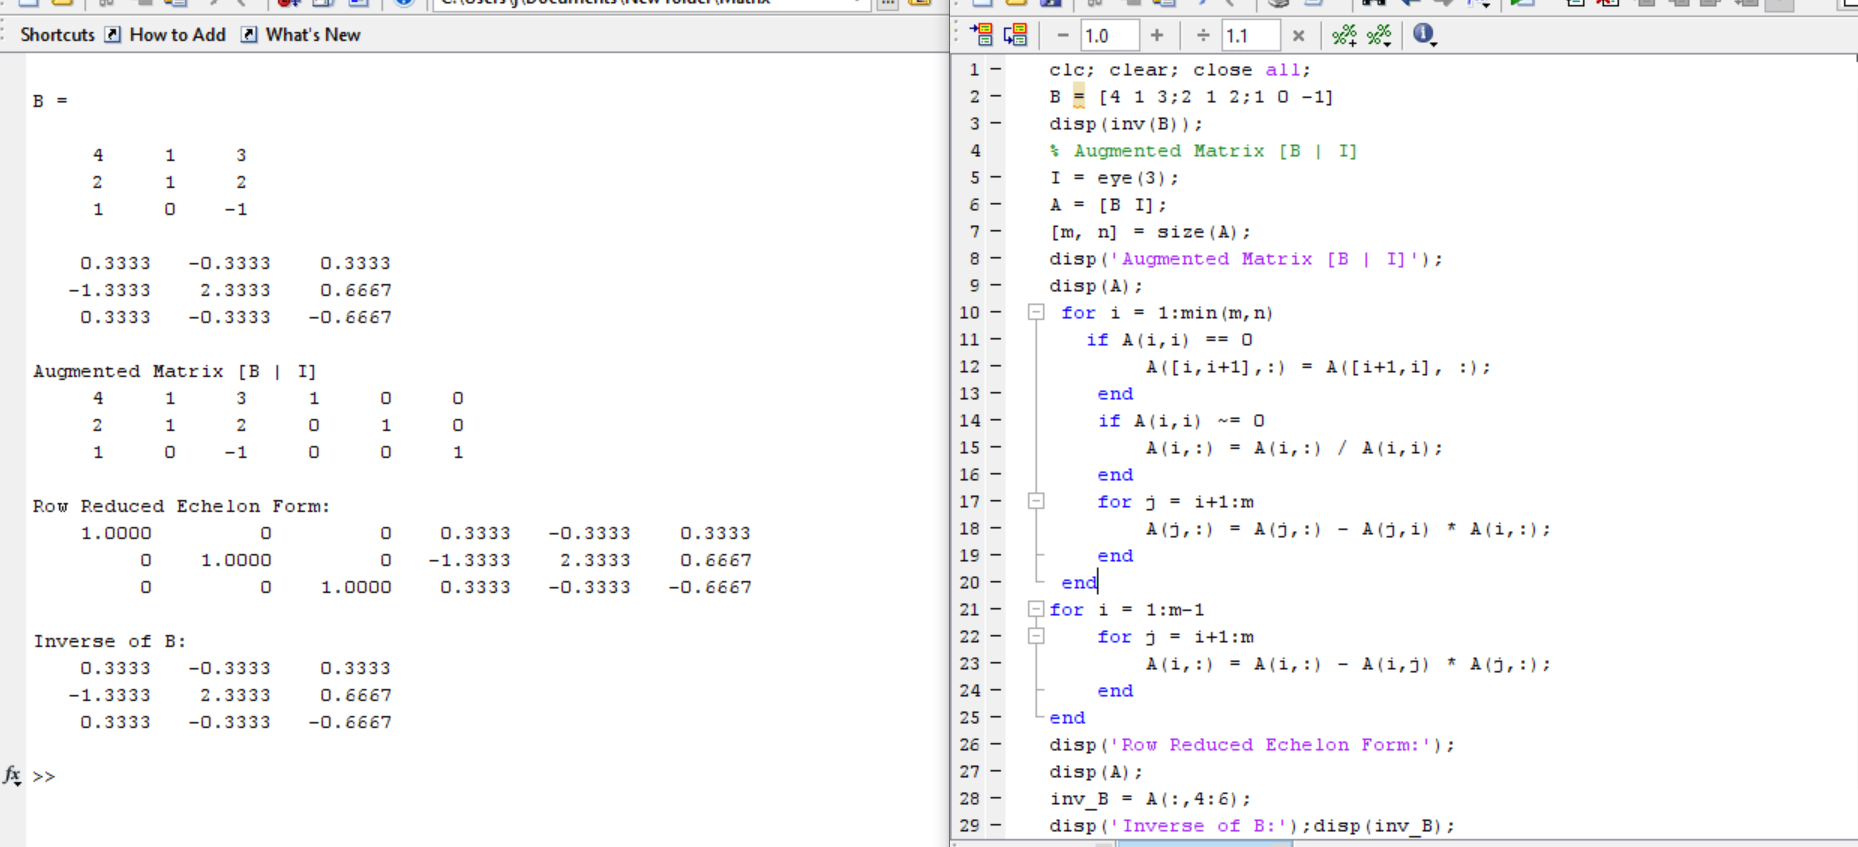 C:\Users\j\Documents\New folder\Matrix
Shortcuts How to Add What's New
B =
4 1 3
2 1 2
1 0 -1
0.3333 -0.3333 0.3333
-1.3333 2.3333 0.6667
0.3333 -0.3333 -0.6667
Augmented Matrix [B | I]
4 1 3 1 0 0
2 1 2 0 1 0
1 0 -1 0 0 1
Row Reduced Echelon Form:
1.0000 0 0 0.3333 -0.3333 0.3333
0 1.0000 0 -1.3333 2.3333 0.6667
0 0 1.0000 0.3333 -0.3333 -0.6667
Inverse of B:
0.3333 -0.3333 0.3333
-1.3333 2.3333 0.6667
0.3333 -0.3333 -0.6667
fx >>
− 1.0 + ÷ 1.1 ×
1 – clc; clear; close all;
2 – B = [4 1 3;2 1 2;1 0 -1]
3 – disp(inv(B));
4 % Augmented Matrix [B | I]
5 – I = eye(3);
6 – A = [B I];
7 – [m, n] = size(A);
8 – disp('Augmented Matrix [B | I]');
9 – disp(A);
10 – for i = 1:min(m,n)
11 – if A(i,i) == 0
12 – A([i,i+1],:) = A([i+1,i], :);
13 – end
14 – if A(i,i) ~= 0
15 – A(i,:) = A(i,:) / A(i,i);
16 – end
17 – for j = i+1:m
18 – A(j,:) = A(j,:) - A(j,i) * A(i,:);
19 – end
20 – end
21 – for i = 1:m-1
22 – for j = i+1:m
23 – A(i,:) = A(i,:) - A(i,j) * A(j,:);
24 – end
25 – end
26 – disp('Row Reduced Echelon Form:');
27 – disp(A);
28 – inv_B = A(:,4:6);
29 – disp('Inverse of B:');disp(inv_B);